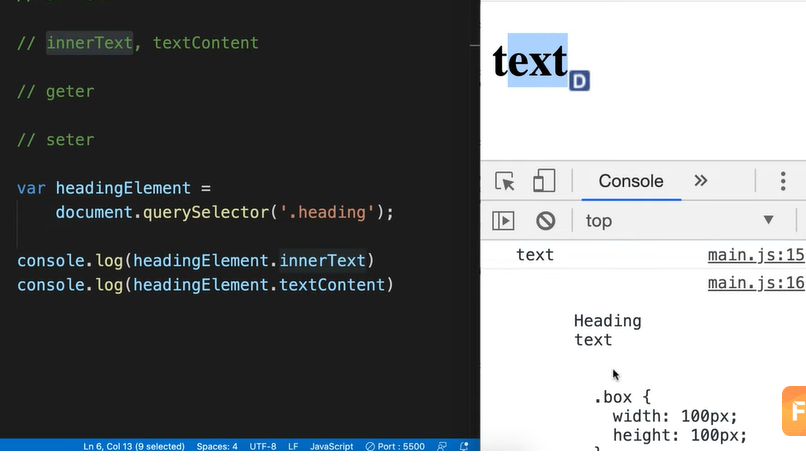 // innerText, textContent
// geter
// seter
var headingElement =
document.querySelector('.heading');
console.log(headingElement.innerText)
console.log(headingElement.textContent)
Ln 6, Col 13 (9 selected) Spaces: 4 UTF-8 LF JavaScript Port : 5500
text
D
Console
top
text main.js:15
main.js:16
Heading
text
.box {
width: 100px;
height: 100px;
F